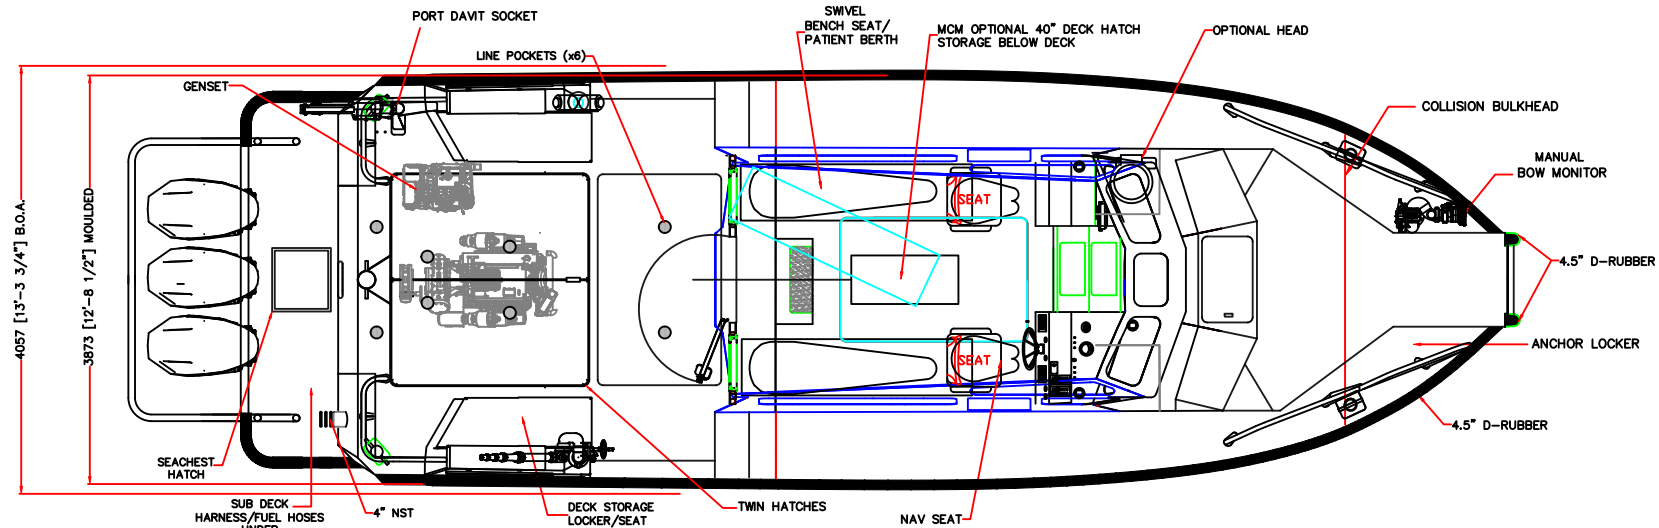 PORT DAVIT SOCKET
SWIVEL
BENCH SEAT/
PATIENT BERTH
MCM OPTIONAL 40" DECK HATCH
STORAGE BELOW DECK
OPTIONAL HEAD
LINE POCKETS (x6)
GENSET
COLLISION BULKHEAD
MANUAL
BOW MONITOR
4057 [13'-3 3/4"] B.O.A.
3873 [12'-8 1/2"] MOULDED
SEAT
SEAT
4.5" D-RUBBER
ANCHOR LOCKER
4.5" D-RUBBER
SEACHEST
HATCH
SUB DECK
HARNESS/FUEL HOSES
UNDER
4" NST
DECK STORAGE
LOCKER/SEAT
TWIN HATCHES
NAV SEAT